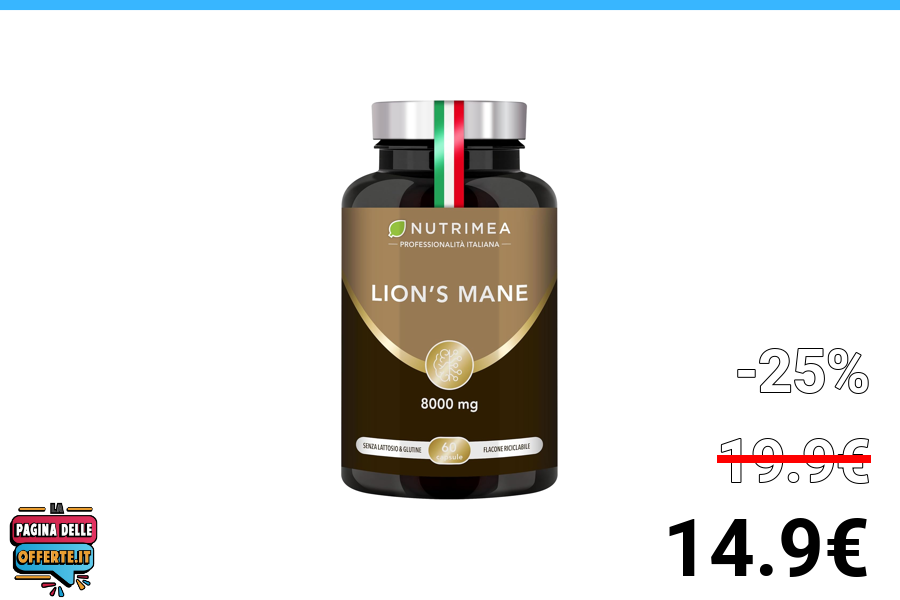 NUTRIMEA
PROFESSIONALITÀ ITALIANA
LION'S MANE
8000 mg
SENZA LATTOSIO & GLUTINE
60
capsule
FLACONE RICICLABILE
-25%
19.9€
14.9€
LA
PAGINA DELLE
OFFERTE.IT